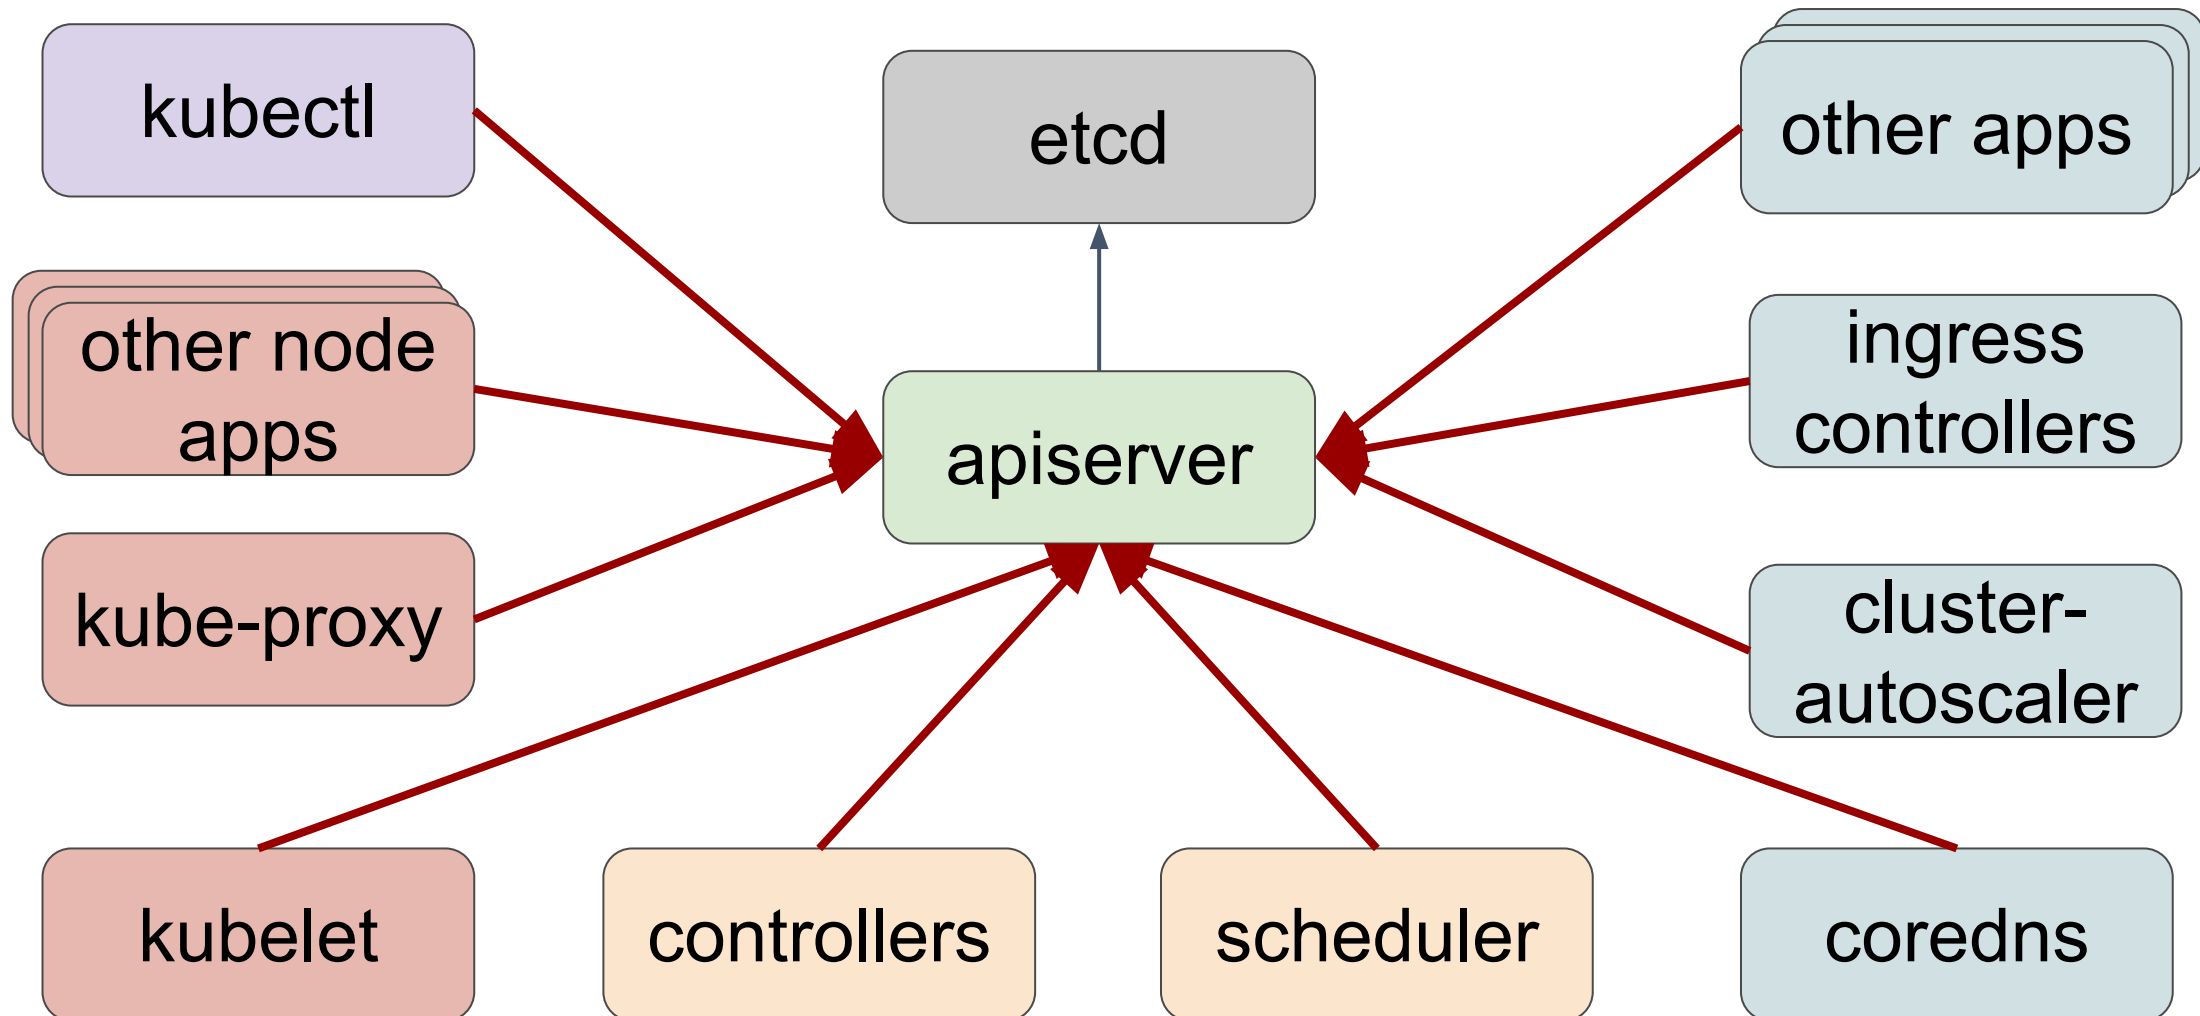 kubectl
etcd
other apps
other node
apps
apiserver
ingress
controllers
kube-proxy
cluster-
autoscaler
kubelet
controllers
scheduler
coredns